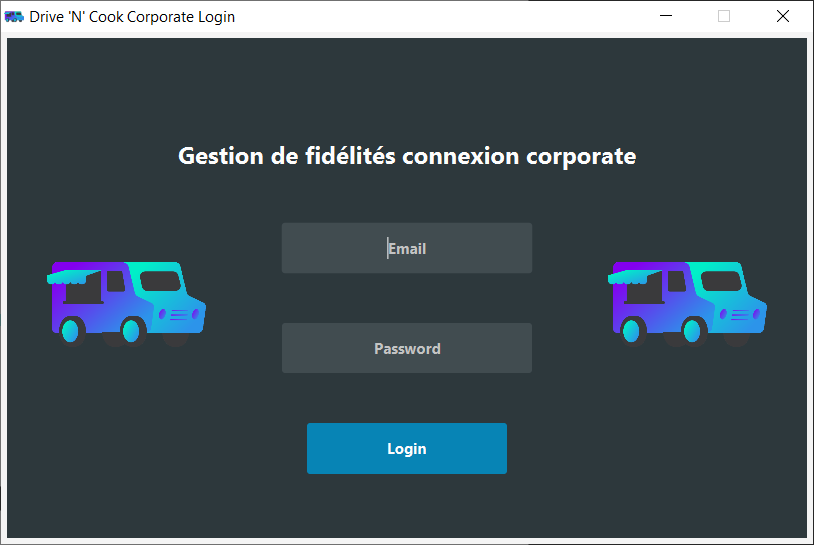 Drive 'N' Cook Corporate Login
Gestion de fidélités connexion corporate
Email
Password
Login